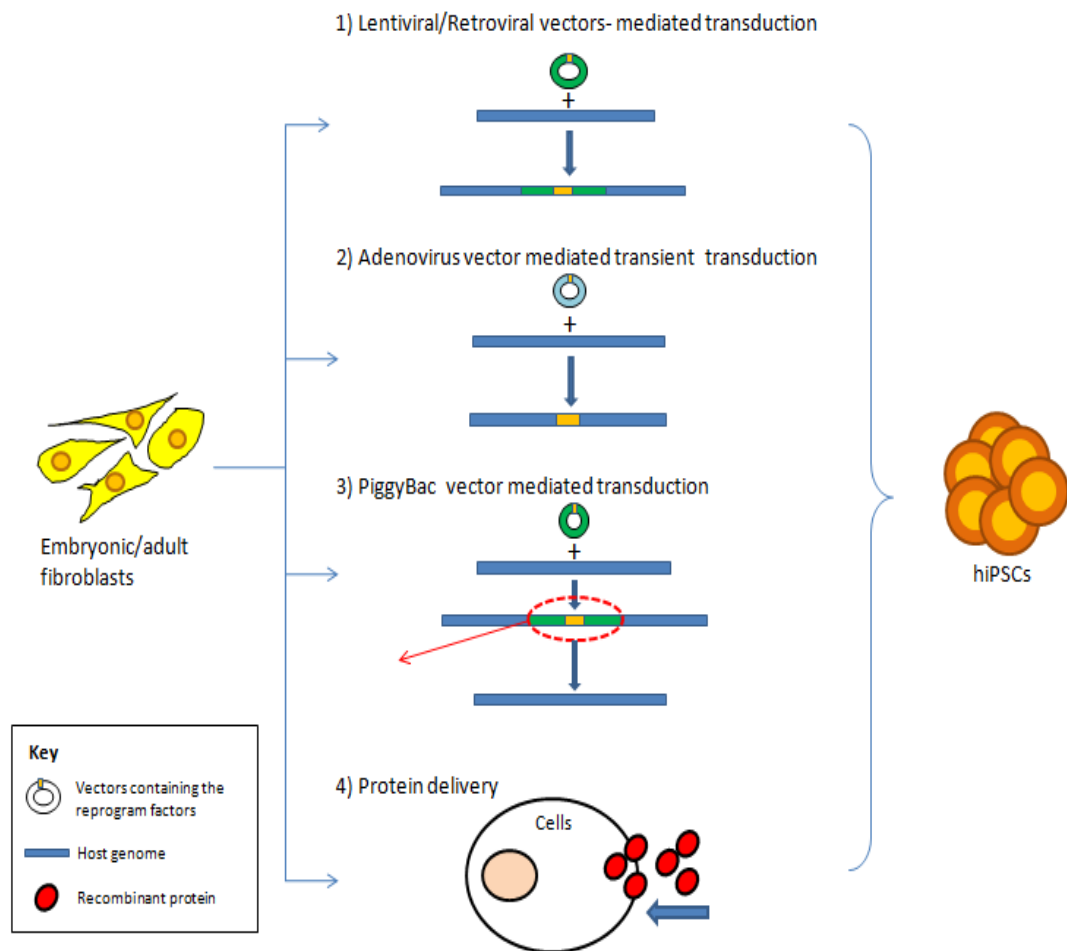 1) Lentiviral/Retroviral vectors- mediated transduction
+
2) Adenovirus vector mediated transient transduction
+
3) PiggyBac vector mediated transduction
+
Embryonic/adult
fibroblasts
hiPSCs
4) Protein delivery
Cells
Key
Vectors containing the
reprogram factors
Host genome
Recombinant protein